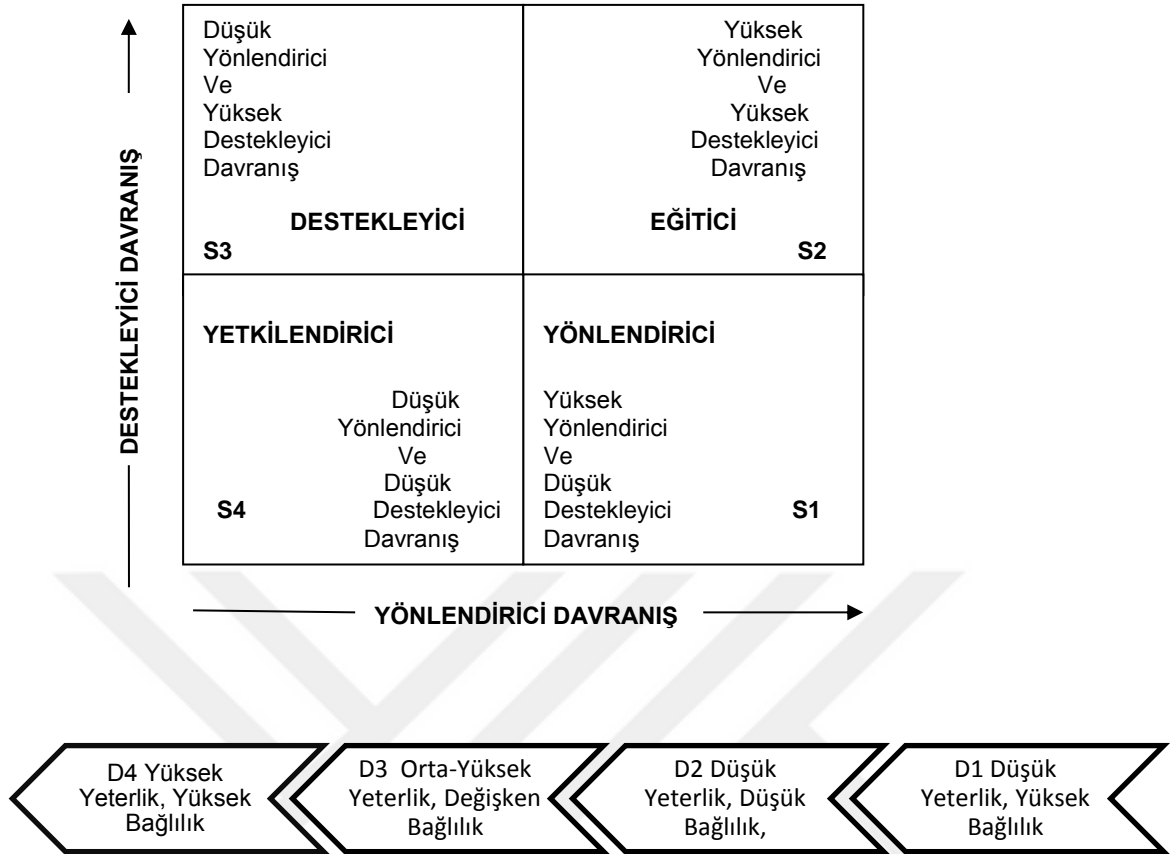 DESTEKLEYİCİ DAVRANIŞ
Düşük
Yönlendirici
Ve
Yüksek
Destekleyici
Davranış
DESTEKLEYİCİ
S3
Yüksek
Yönlendirici
Ve
Yüksek
Destekleyici
Davranış
EĞİTİCİ
S2
YETKİLENDİRİCİ
Düşük
Yönlendirici
Ve
Düşük
Destekleyici
Davranış
S4
YÖNLENDİRİCİ
Yüksek
Yönlendirici
Ve
Düşük
Destekleyici
Davranış
S1
YÖNLENDİRİCİ DAVRANIŞ
D4 Yüksek
Yeterlik, Yüksek
Bağlılık
D3 Orta-Yüksek
Yeterlik, Değişken
Bağlılık
D2 Düşük
Yeterlik, Düşük
Bağlılık,
D1 Düşük
Yeterlik, Yüksek
Bağlılık